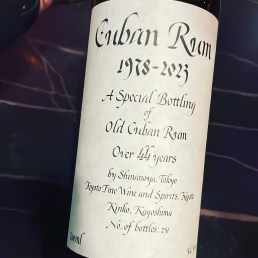 Cuban Rum
1978-2023
A Special Bottling
of
Old Cuban Rum
Over 44 years
by Shinanoya, Tokyo
Kyoto Fine Wine and Spirits, Kyoto
Kinko, Kagoshima
No. of bottles: